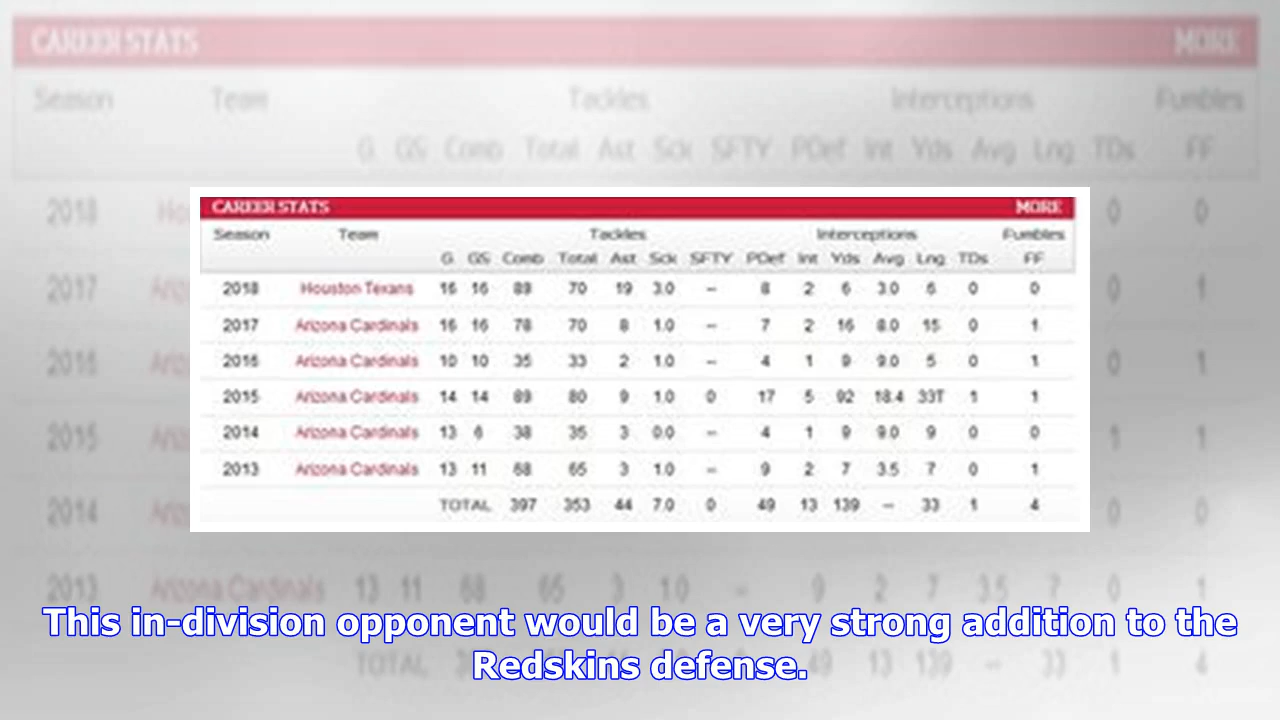 CAREER STATS MORE
Season Team Tackles Interceptions Fumbles
G GS Comb Total Ast Sck SFTY PDef Int Yds Avg Lng TDs FF
2018 Houston Texans 16 16 89 70 19 3.0 -- 8 2 6 3.0 6 0 0
2017 Arizona Cardinals 16 16 78 70 8 1.0 -- 7 2 16 8.0 15 0 1
2016 Arizona Cardinals 10 10 35 33 2 1.0 -- 4 1 9 9.0 5 0 1
2015 Arizona Cardinals 14 14 89 80 9 1.0 0 17 5 92 18.4 33T 1 1
2014 Arizona Cardinals 13 6 38 35 3 0.0 -- 4 1 9 9.0 9 0 0
2013 Arizona Cardinals 13 11 68 65 3 1.0 -- 9 2 7 3.5 7 0 1
TOTAL 397 353 44 7.0 0 49 13 139 -- 33 1 4
This in-division opponent would be a very strong addition to the
Redskins defense.